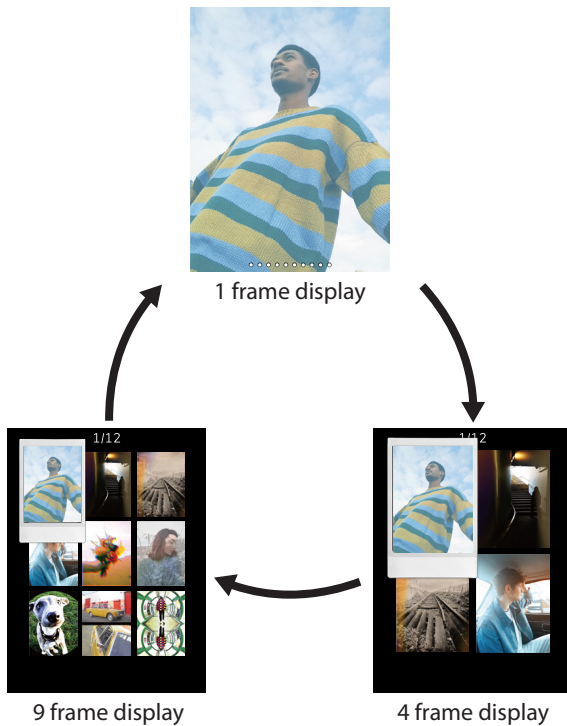 1 frame display
1/12
1/12
9 frame display
4 frame display